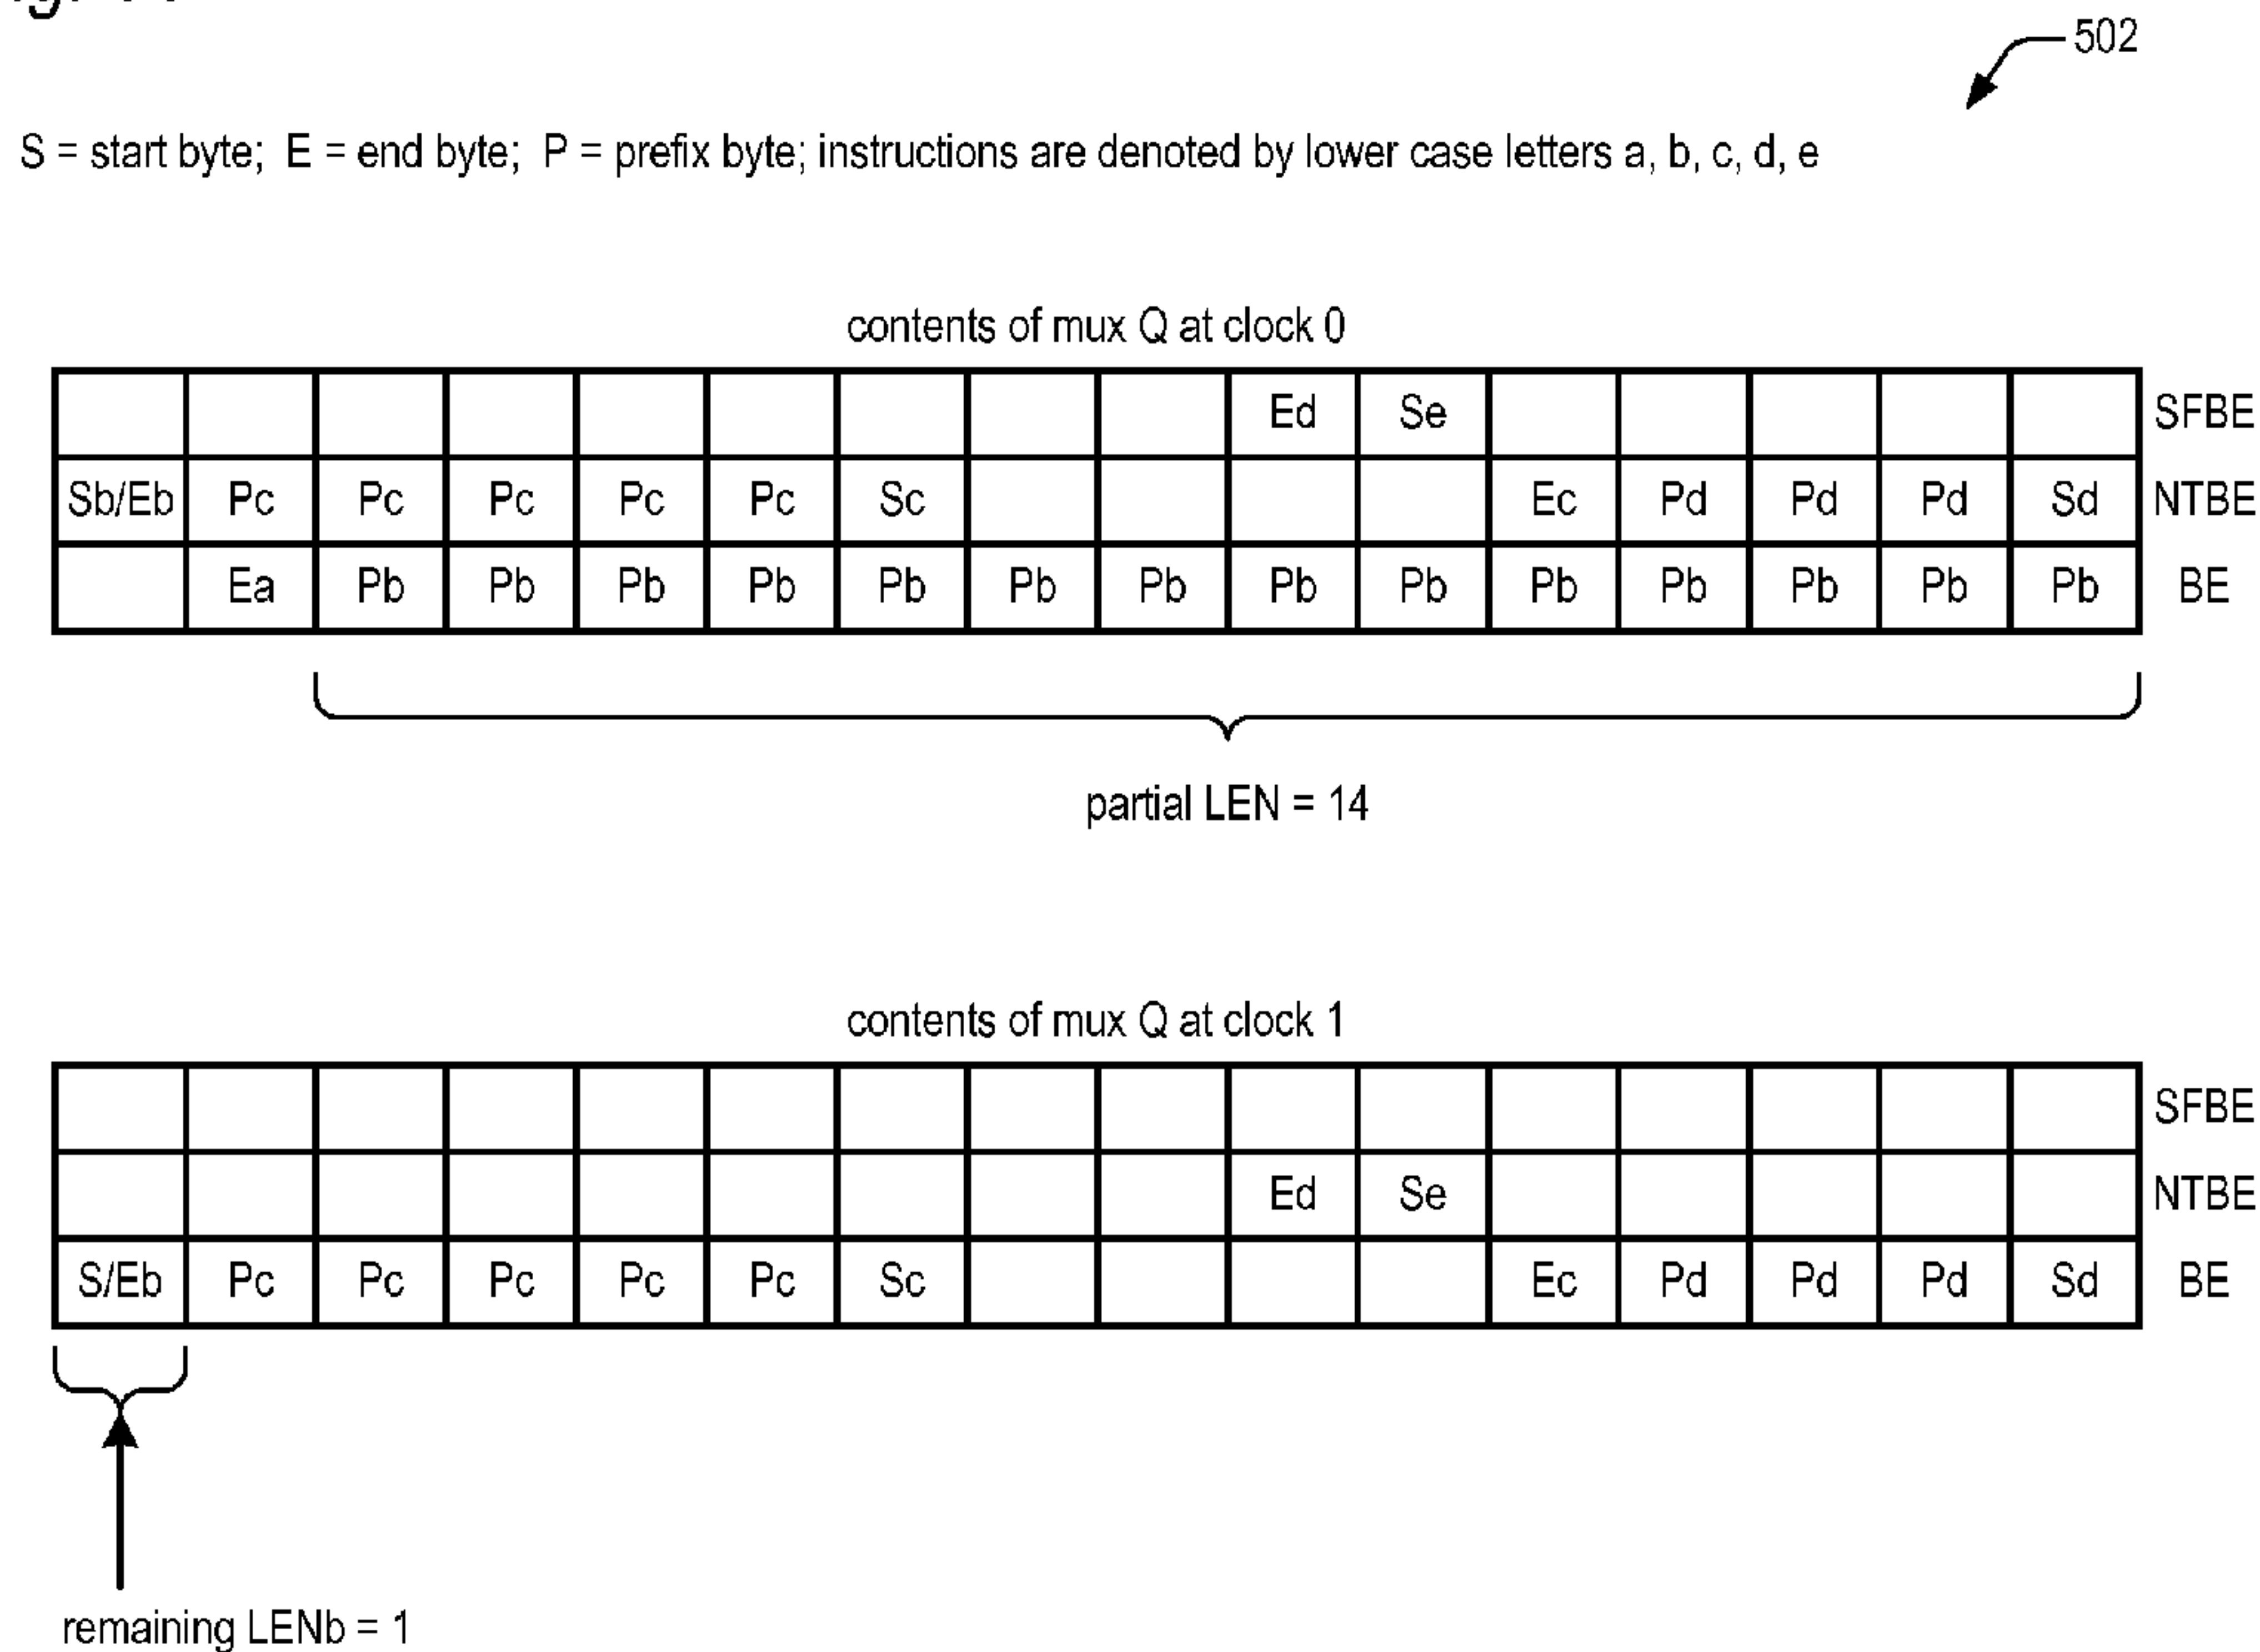 502
S = start byte; E = end byte; P = prefix byte; instructions are denoted by lower case letters a, b, c, d, e
contents of mux Q at clock 0
Ed Se SFBE
Sb/Eb Pc Pc Pc Pc Pc Sc Ec Pd Pd Pd Sd NTBE
Ea Pb Pb Pb Pb Pb Pb Pb Pb Pb Pb Pb Pb Pb Pb BE
partial LEN = 14
contents of mux Q at clock 1
SFBE
Ed Se NTBE
S/Eb Pc Pc Pc Pc Pc Sc Ec Pd Pd Pd Sd BE
remaining LENb = 1